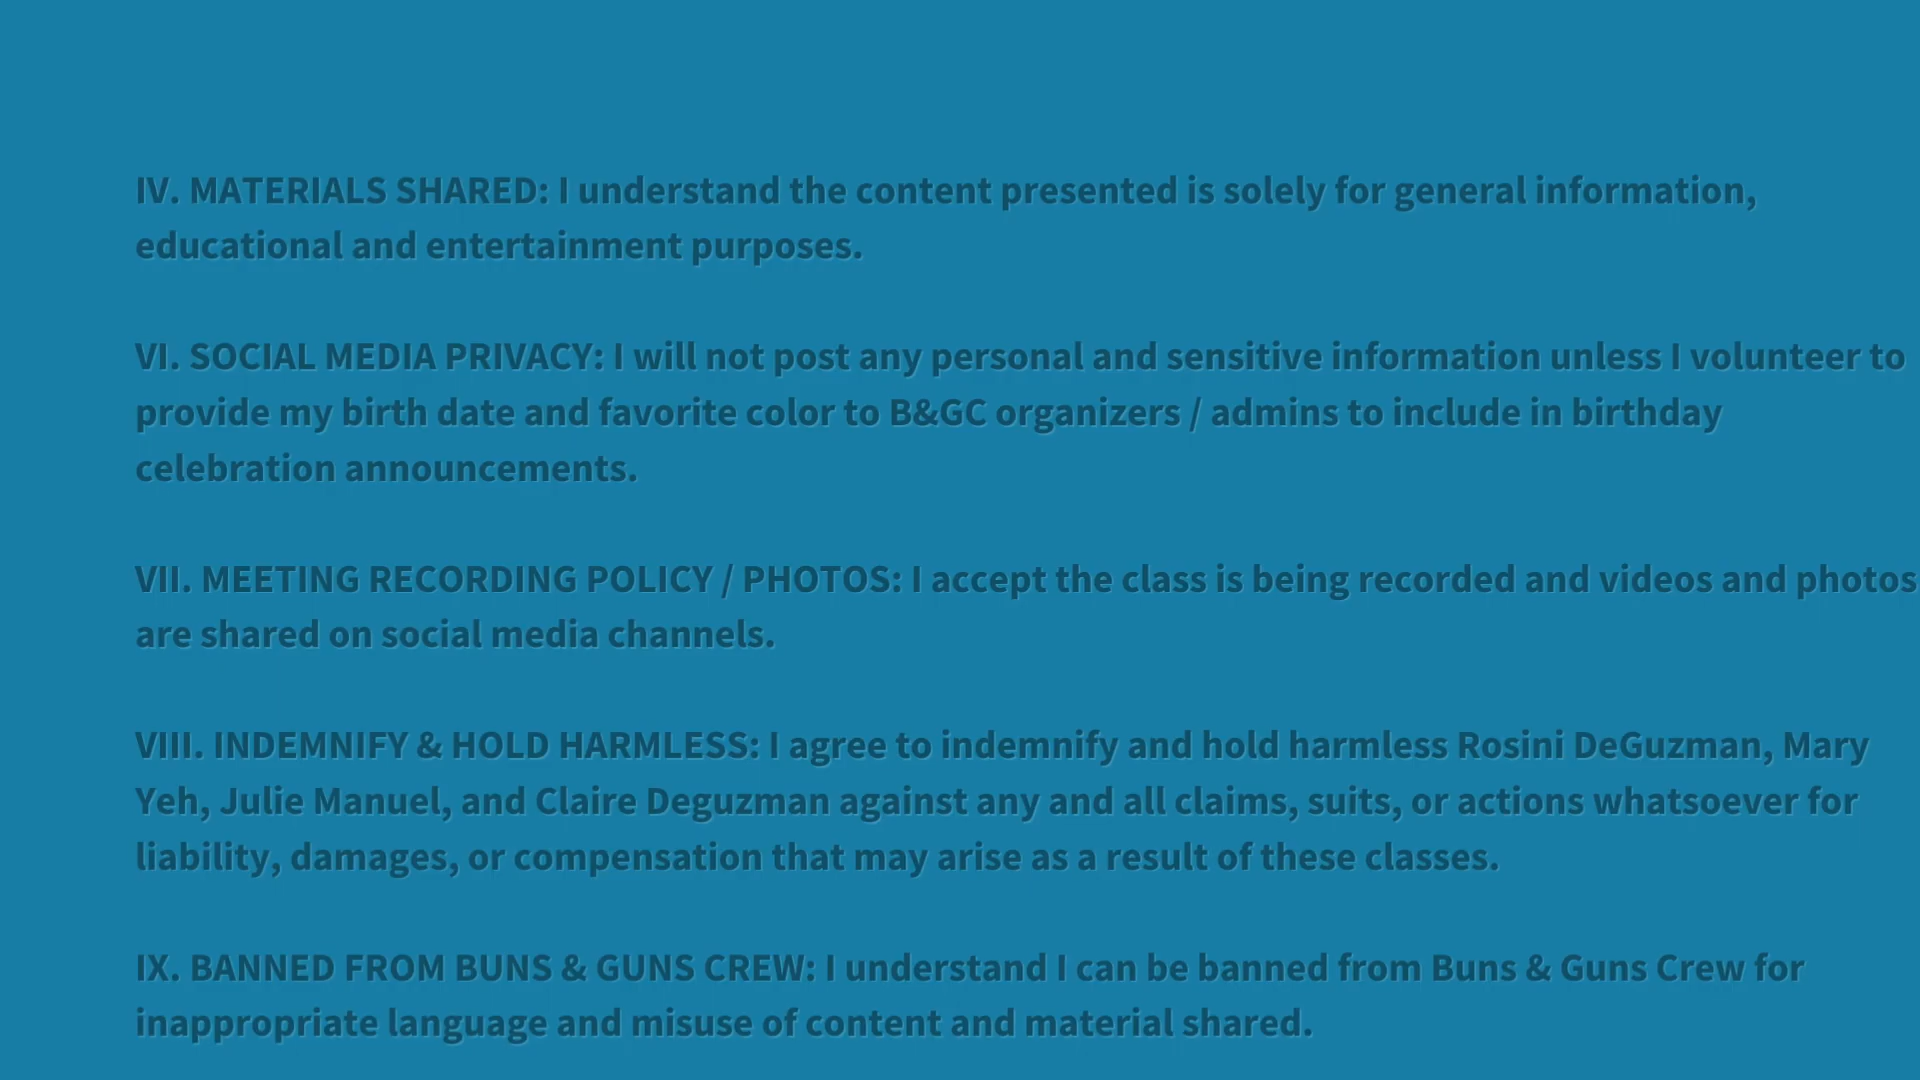 IV. MATERIALS SHARED: I understand the content presented is solely for general information,
educational and entertainment purposes.
VI. SOCIAL MEDIA PRIVACY: I will not post any personal and sensitive information unless I volunteer to
provide my birth date and favorite color to B&GC organizers / admins to include in birthday
celebration announcements.
VII. MEETING RECORDING POLICY / PHOTOS: I accept the class is being recorded and videos and photos
are shared on social media channels.
VIII. INDEMNIFY & HOLD HARMLESS: I agree to indemnify and hold harmless Rosini DeGuzman, Mary
Yeh, Julie Manuel, and Claire Deguzman against any and all claims, suits, or actions whatsoever for
liability, damages, or compensation that may arise as a result of these classes.
IX. BANNED FROM BUNS & GUNS CREW: I understand I can be banned from Buns & Guns Crew for
inappropriate language and misuse of content and material shared.